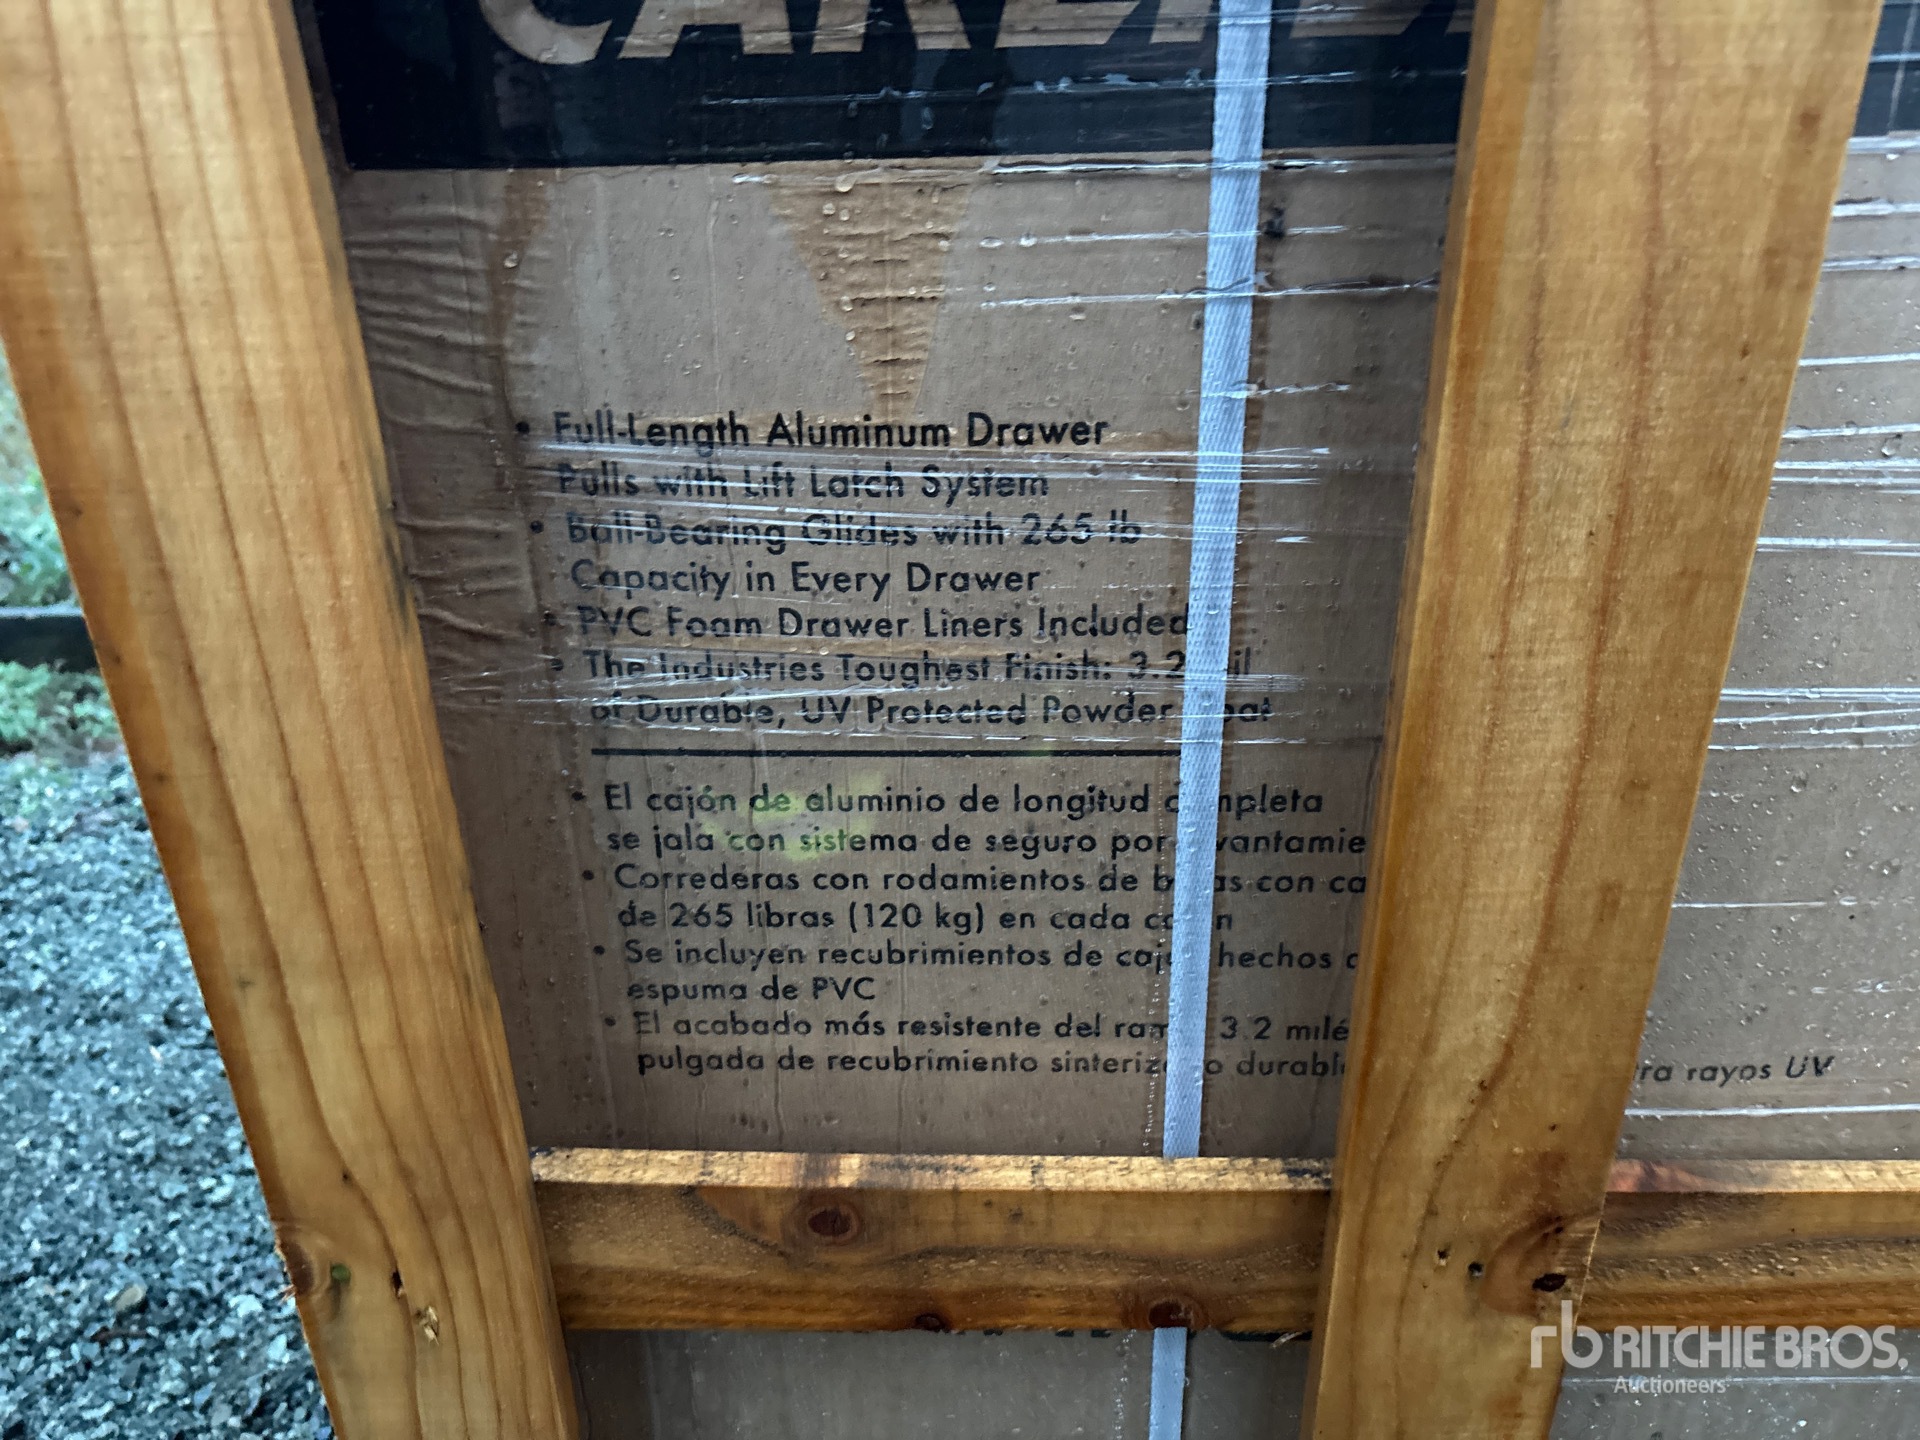 • Full-Length Aluminum Drawer
Pulls with Lift Latch System
• Ball-Bearing Glides with 265 lb
Capacity in Every Drawer
• PVC Foam Drawer Liners Included
• The Industries Toughest Finish: 3.2
of Durable, UV Protected Powder
• El cajón de aluminio de longitud
se jala con sistema de seguro por
• Correderas con rodamientos de
de 265 libras (120 kg) en cada
• Se incluyen recubrimientos de hechos
espuma de PVC
• El acabado más resistente del 3.2
pulgada de recubrimiento
rayos UV
rb RITCHIE BROS.
Auctioneers